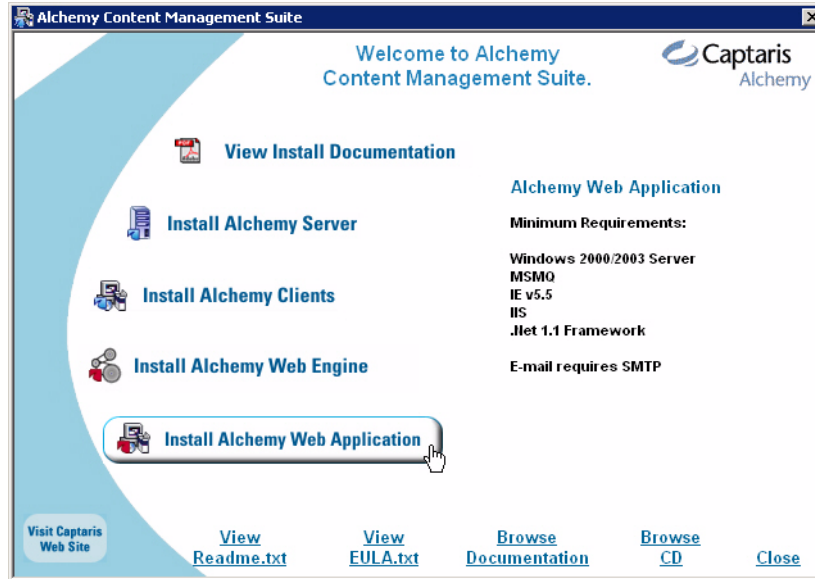 Alchemy Content Management Suite
Welcome to Alchemy
Content Management Suite.
Captaris
Alchemy
View Install Documentation
Install Alchemy Server
Install Alchemy Clients
Install Alchemy Web Engine
Install Alchemy Web Application
Alchemy Web Application
Minimum Requirements:
Windows 2000/2003 Server
MSMQ
IE v5.5
IIS
.Net 1.1 Framework
E-mail requires SMTP
Visit Captaris
Web Site
View
Readme.txt
View
EULA.txt
Browse
Documentation
Browse
CD
Close